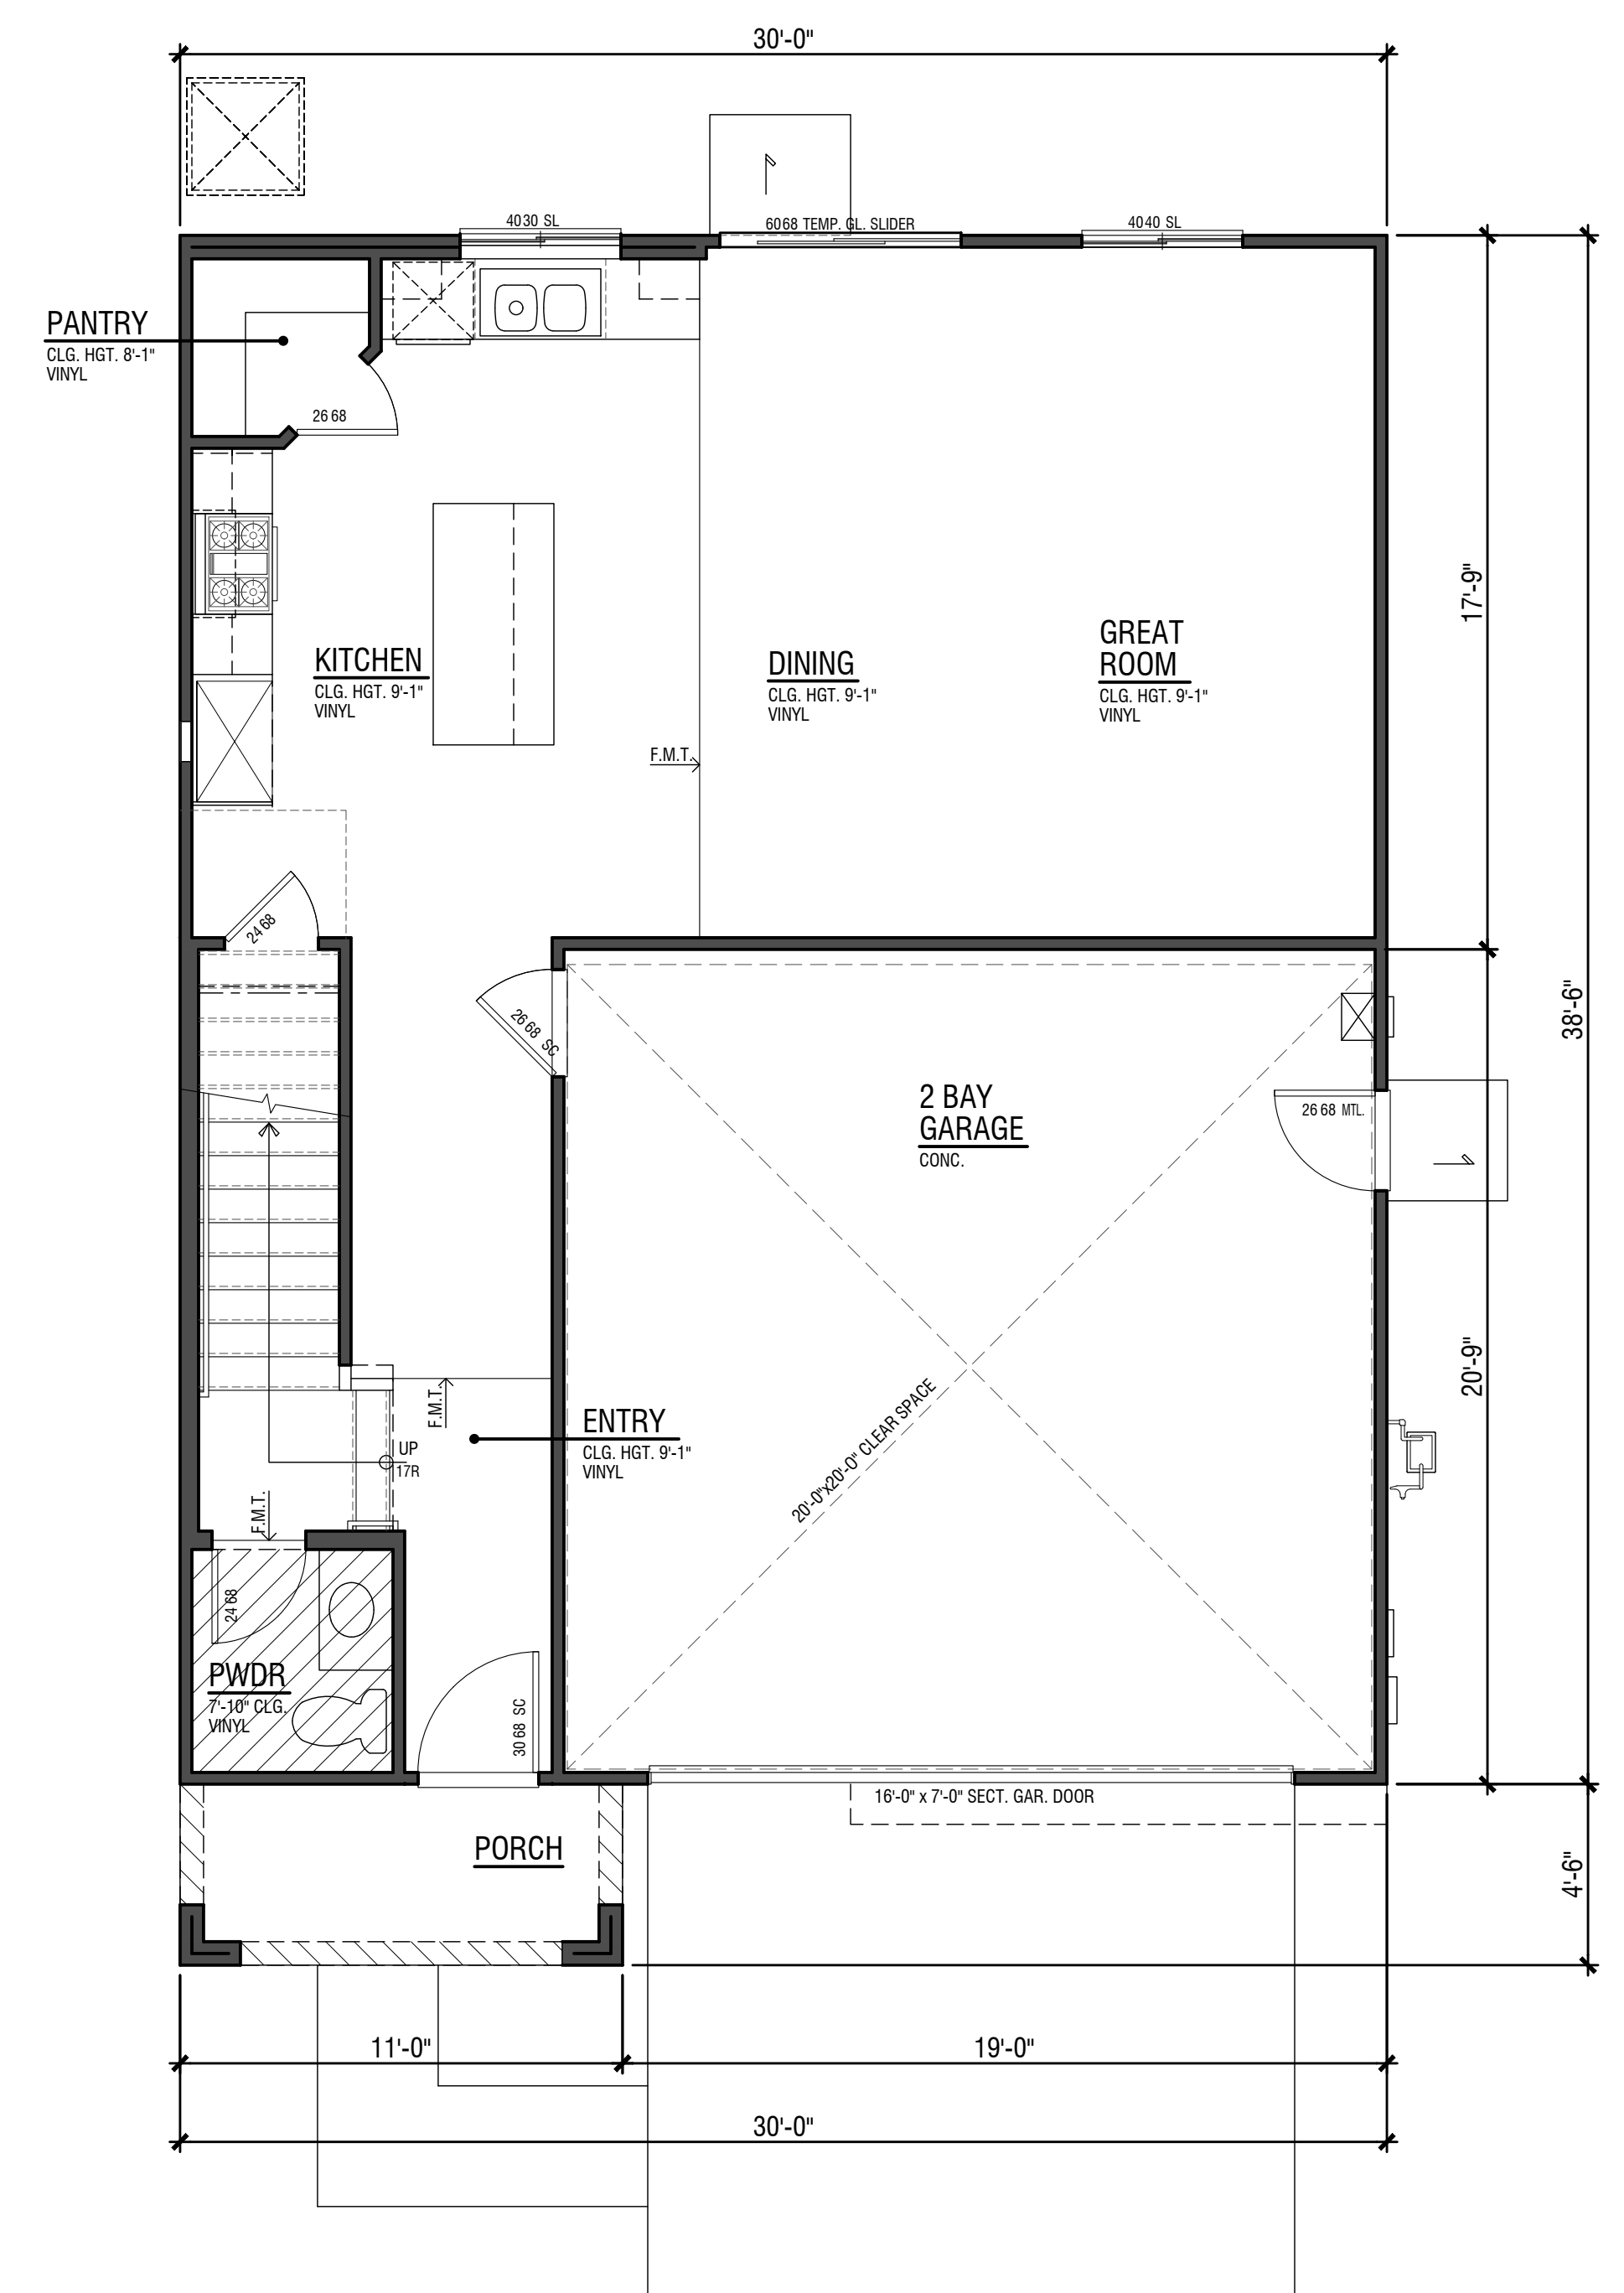 30'-0"
4030 SL
6068 TEMP. GL. SLIDER
4040 SL
PANTRY
CLG. HGT. 8'-1"
VINYL
2668
KITCHEN
CLG. HGT. 9'-1"
VINYL
DINING
CLG. HGT. 9'-1"
VINYL
GREAT
ROOM
CLG. HGT. 9'-1"
VINYL
17'-9"
F.M.T.
2468
2668 SC
38'-6"
2 BAY
GARAGE
CONC.
2668 MTL.
20'-9"
F.M.T.
20'-0"x20'-0" CLEAR SPACE
ENTRY
CLG. HGT. 9'-1"
VINYL
UP
17R
F.M.T.
2468
PWDR
7'-10" CLG.
VINYL
3068 SC
16'-0" x 7'-0" SECT. GAR. DOOR
PORCH
4'-6"
11'-0"
19'-0"
30'-0"